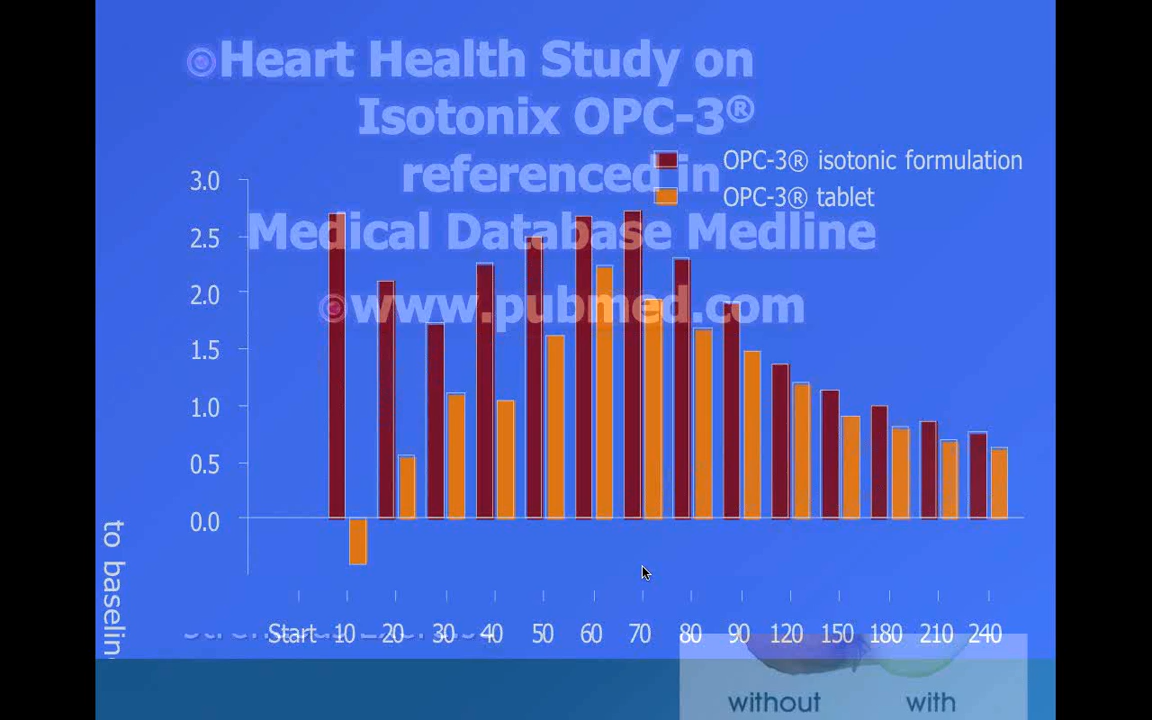 Heart Health Study on
Isotonix OPC-3®
referenced in
Medical Database Medline
www.pubmed.com
OPC-3® isotonic formulation
OPC-3® tablet
3.0
2.5
2.0
1.5
1.0
0.5
0.0
to baselin
Start 10 20 30 40 50 60 70 80 90 120 150 180 210 240
without with